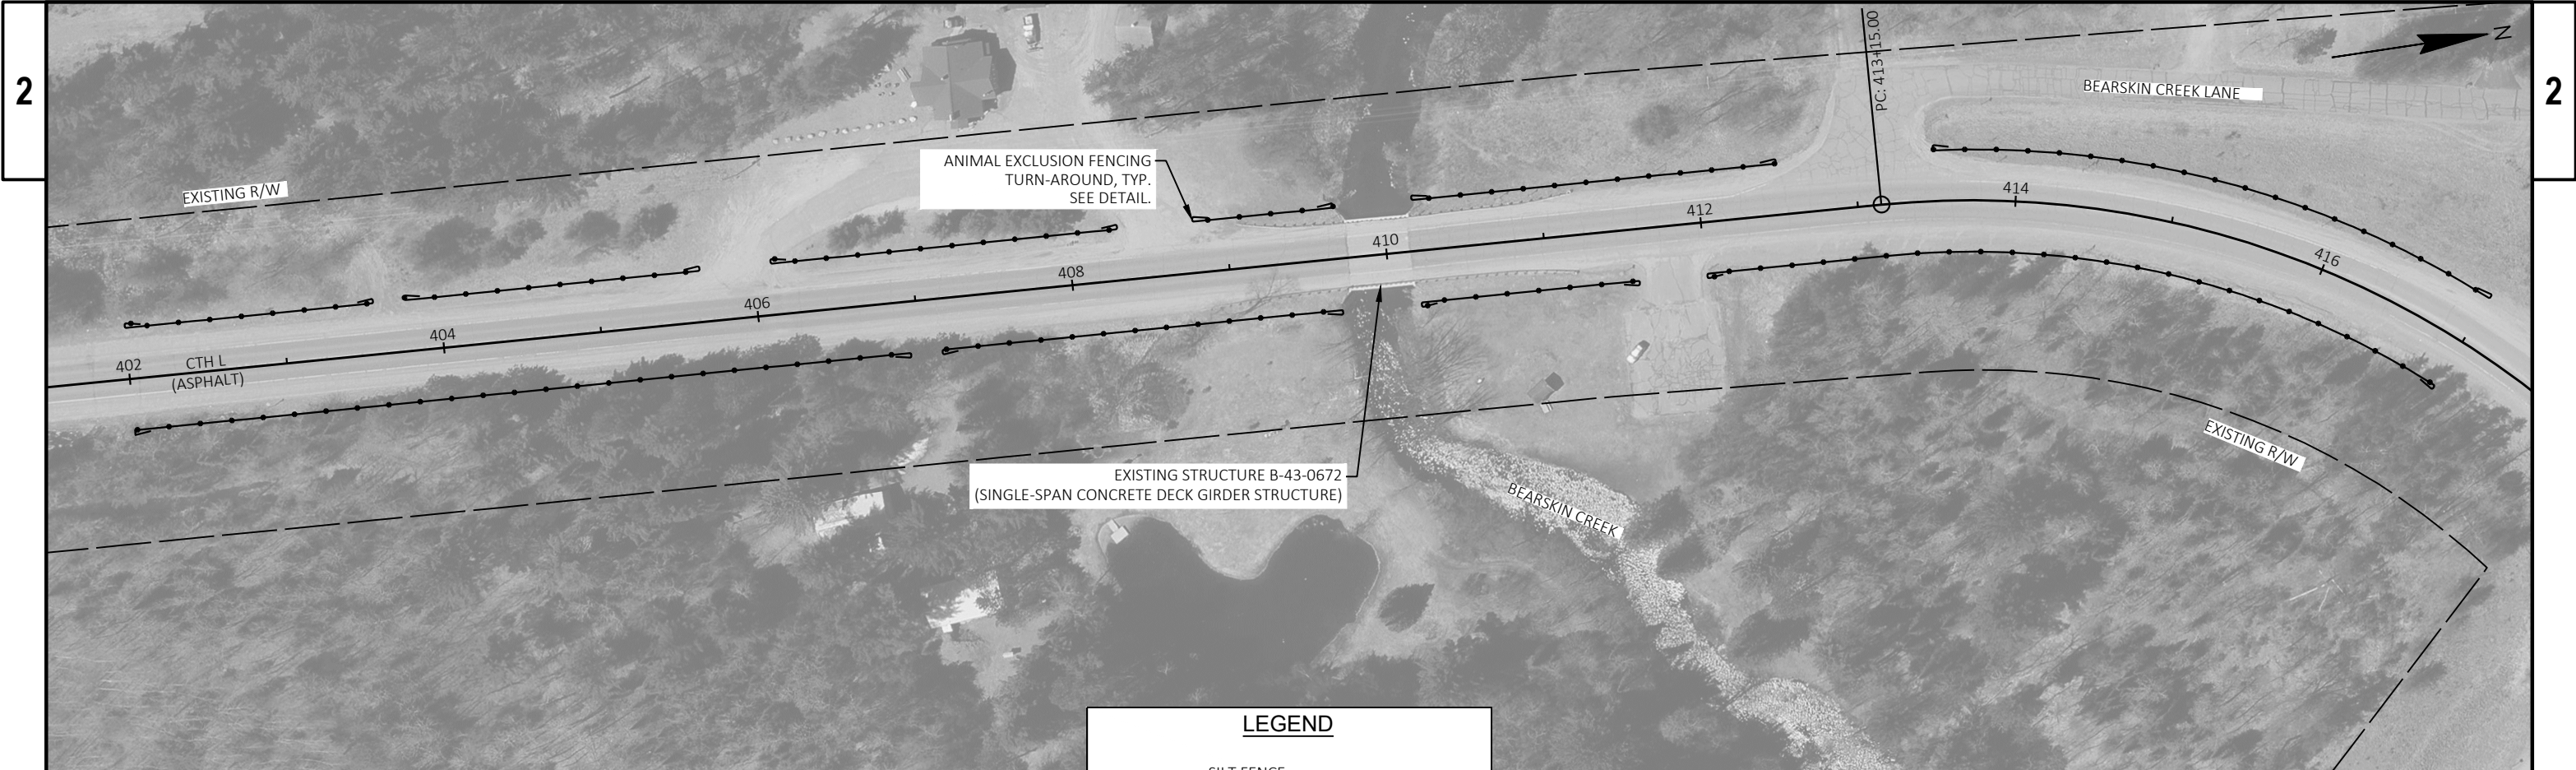 2
2
N
PC: 413+15.00
BEARSKIN CREEK LANE
ANIMAL EXCLUSION FENCING
TURN-AROUND, TYP.
SEE DETAIL.
EXISTING R/W
402
404
406
408
410
412
414
416
CTH L
(ASPHALT)
EXISTING STRUCTURE B-43-0672
(SINGLE-SPAN CONCRETE DECK GIRDER STRUCTURE)
BEARSKIN CREEK
EXISTING R/W
LEGEND
SILT FENCE